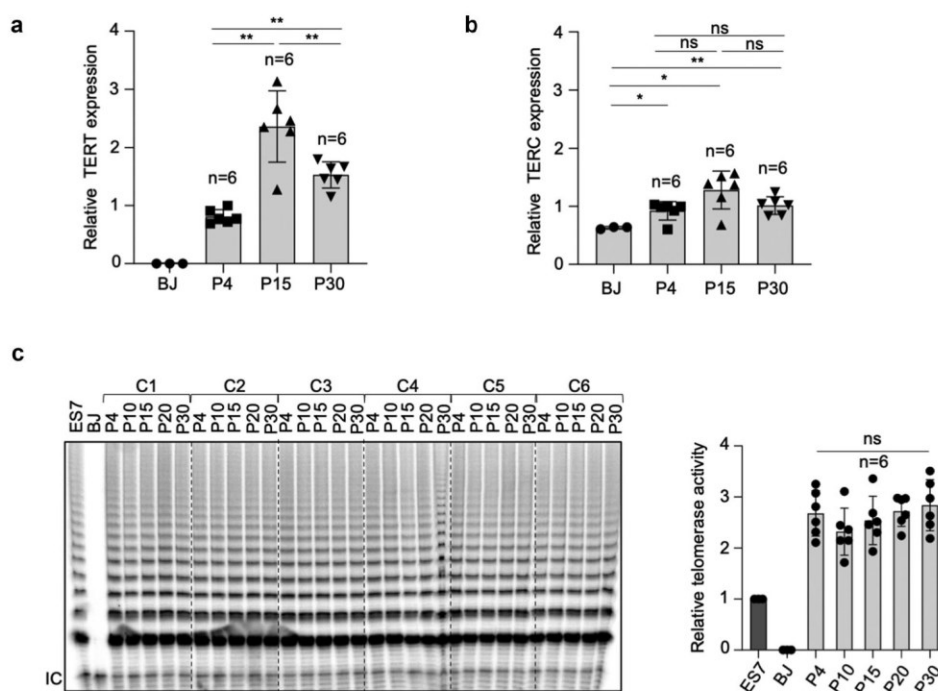 a
Relative TERT expression
4
3
2
1
0
**
** **
n=6
n=6
n=6
BJ P4 P15 P30
b
Relative TERC expression
4
3
2
1
0
ns
ns ns
**
*
*
n=6
n=6
n=6
BJ P4 P15 P30
c
C1 C2 C3 C4 C5 C6
ES7 BJ P4 P10 P15 P20 P30 P4 P10 P15 P20 P30 P4 P10 P15 P20 P30 P4 P10 P15 P20 P30 P4 P10 P15 P20 P30 P4 P10 P15 P20 P30
IC
Relative telomerase activity
4
3
2
1
0
ns
n=6
ES7 BJ P4 P10 P15 P20 P30